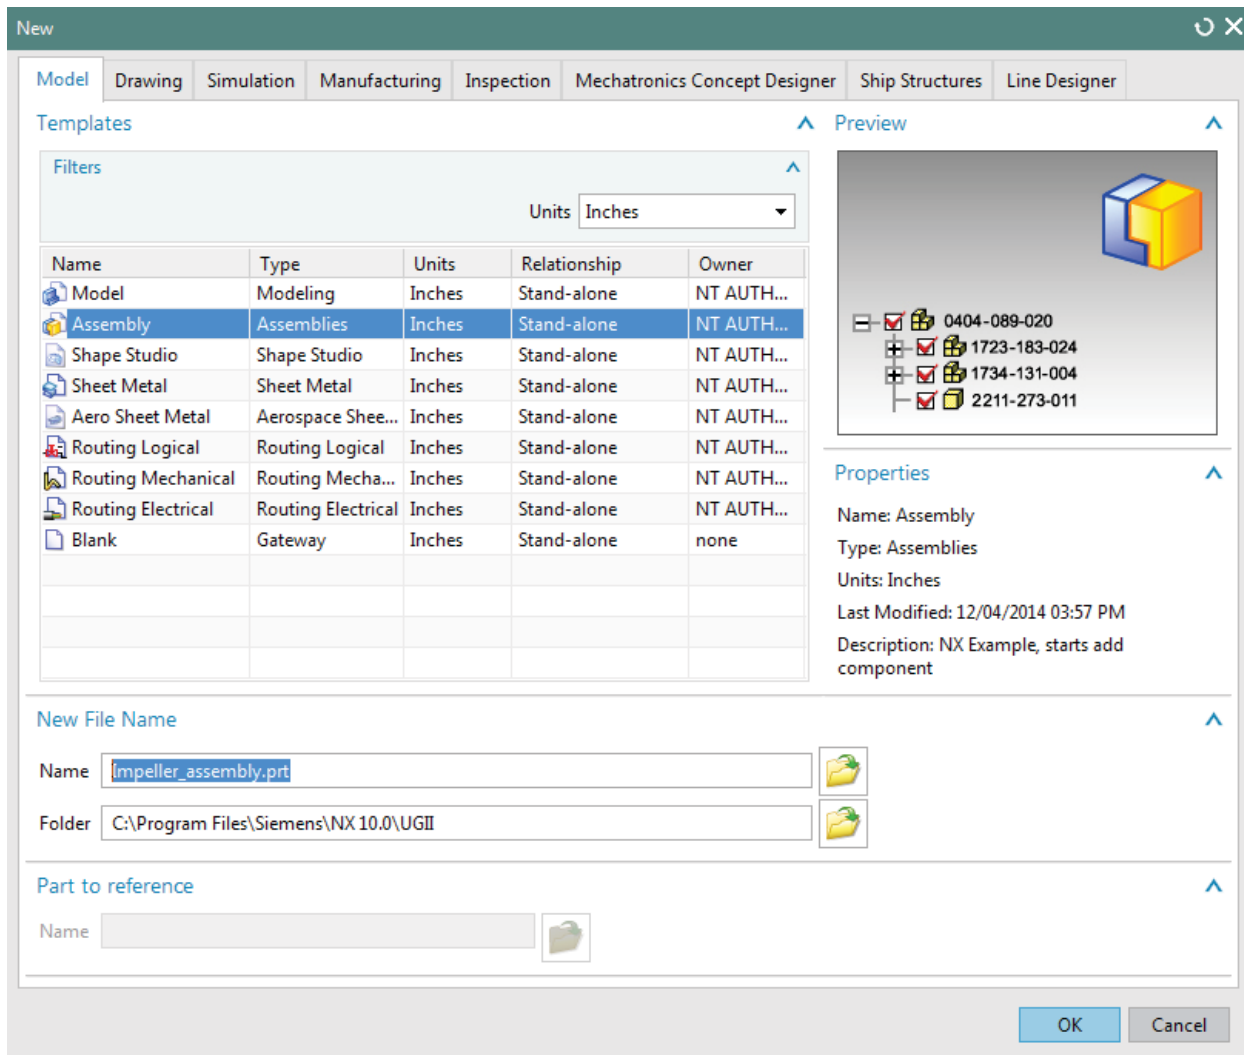 New
Model Drawing Simulation Manufacturing Inspection Mechatronics Concept Designer Ship Structures Line Designer
Templates
Filters
Units Inches
Name Type Units Relationship Owner
Model Modeling Inches Stand-alone NT AUTH...
Assembly Assemblies Inches Stand-alone NT AUTH...
Shape Studio Shape Studio Inches Stand-alone NT AUTH...
Sheet Metal Sheet Metal Inches Stand-alone NT AUTH...
Aero Sheet Metal Aerospace Shee... Inches Stand-alone NT AUTH...
Routing Logical Routing Logical Inches Stand-alone NT AUTH...
Routing Mechanical Routing Mecha... Inches Stand-alone NT AUTH...
Routing Electrical Routing Electrical Inches Stand-alone NT AUTH...
Blank Gateway Inches Stand-alone none
Preview
0404-089-020
1723-183-024
1734-131-004
2211-273-011
Properties
Name: Assembly
Type: Assemblies
Units: Inches
Last Modified: 12/04/2014 03:57 PM
Description: NX Example, starts add
component
New File Name
Name Impeller_assembly.prt
Folder C:\Program Files\Siemens\NX 10.0\UGII
Part to reference
Name
OK Cancel